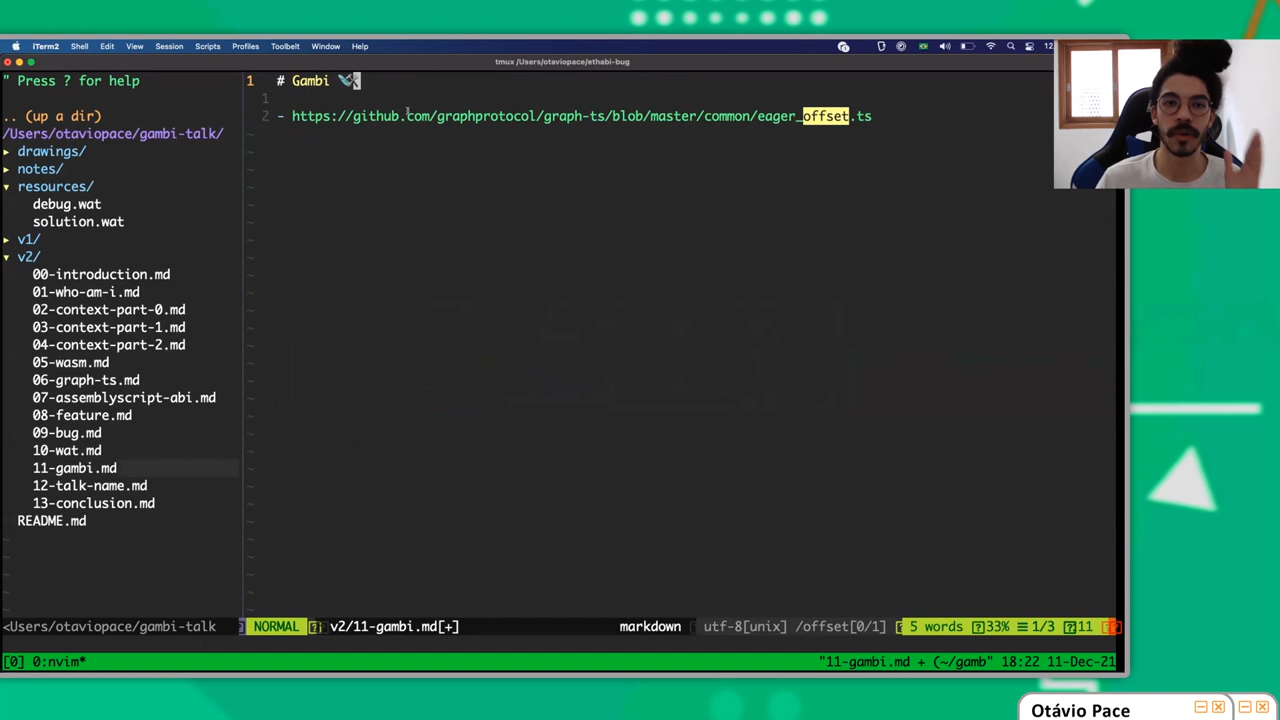 iTerm2 Shell Edit View Session Scripts Profiles Toolbelt Window Help
tmux /Users/otaviopace/ethabi-bug
" Press ? for help
.. (up a dir)
/Users/otaviopace/gambi-talk/
▸ drawings/
▸ notes/
▾ resources/
debug.wat
solution.wat
▸ v1/
▾ v2/
00-introduction.md
01-who-am-i.md
02-context-part-0.md
03-context-part-1.md
04-context-part-2.md
05-wasm.md
06-graph-ts.md
07-assemblyscript-abi.md
08-feature.md
09-bug.md
10-wat.md
11-gambi.md
12-talk-name.md
13-conclusion.md
README.md
1 # Gambi
1
2 - https://github.com/graphprotocol/graph-ts/blob/master/common/eager_offset.ts
<Users/otaviopace/gambi-talk
NORMAL v2/11-gambi.md[+] markdown utf-8[unix] /offset[0/1] 5 words 33% ≡ 1/3 11
[0] 0:nvim* "11-gambi.md + (~/gamb" 18:22 11-Dec-21
Otávio Pace